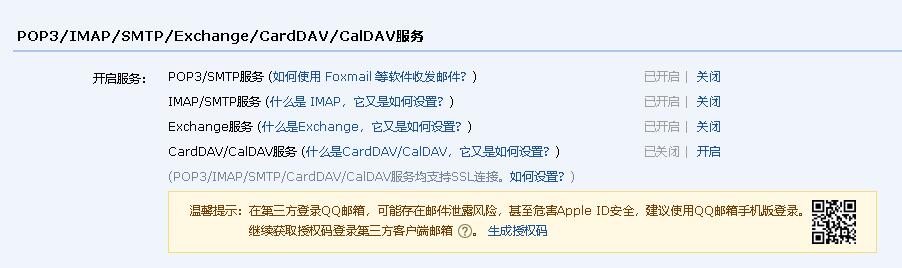 POP3/IMAP/SMTP/Exchange/CardDAV/CalDAV服务
开启服务： POP3/SMTP服务 (如何使用 Foxmail 等软件收发邮件？) 已开启 | 关闭
IMAP/SMTP服务 (什么是 IMAP，它又是如何设置？) 已开启 | 关闭
Exchange服务 (什么是Exchange，它又是如何设置？) 已开启 | 关闭
CardDAV/CalDAV服务 (什么是CardDAV/CalDAV，它又是如何设置？) 已关闭 | 开启
(POP3/IMAP/SMTP/CardDAV/CalDAV服务均支持SSL连接。如何设置？)
温馨提示：在第三方登录QQ邮箱，可能存在邮件泄露风险，甚至危害Apple ID安全，建议使用QQ邮箱手机版登录。
继续获取授权码登录第三方客户端邮箱 ?。 生成授权码